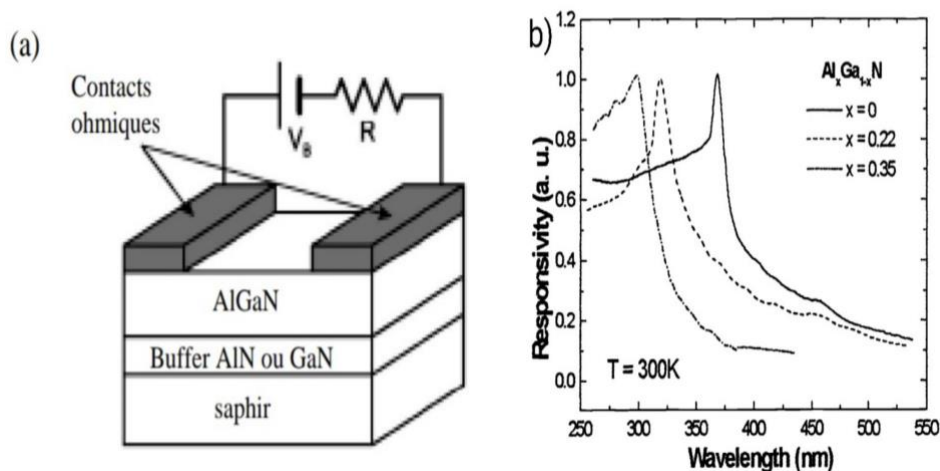 (a)
Contacts
ohmiques
V_B
R
AlGaN
Buffer AlN ou GaN
saphir
b)
Responsivity (a. u.)
1.2
1.0
0.8
0.6
0.4
0.2
0.0
Al_xGa_{1-x}N
x = 0
x = 0.22
x = 0.35
T = 300K
250 300 350 400 450 500 550
Wavelength (nm)